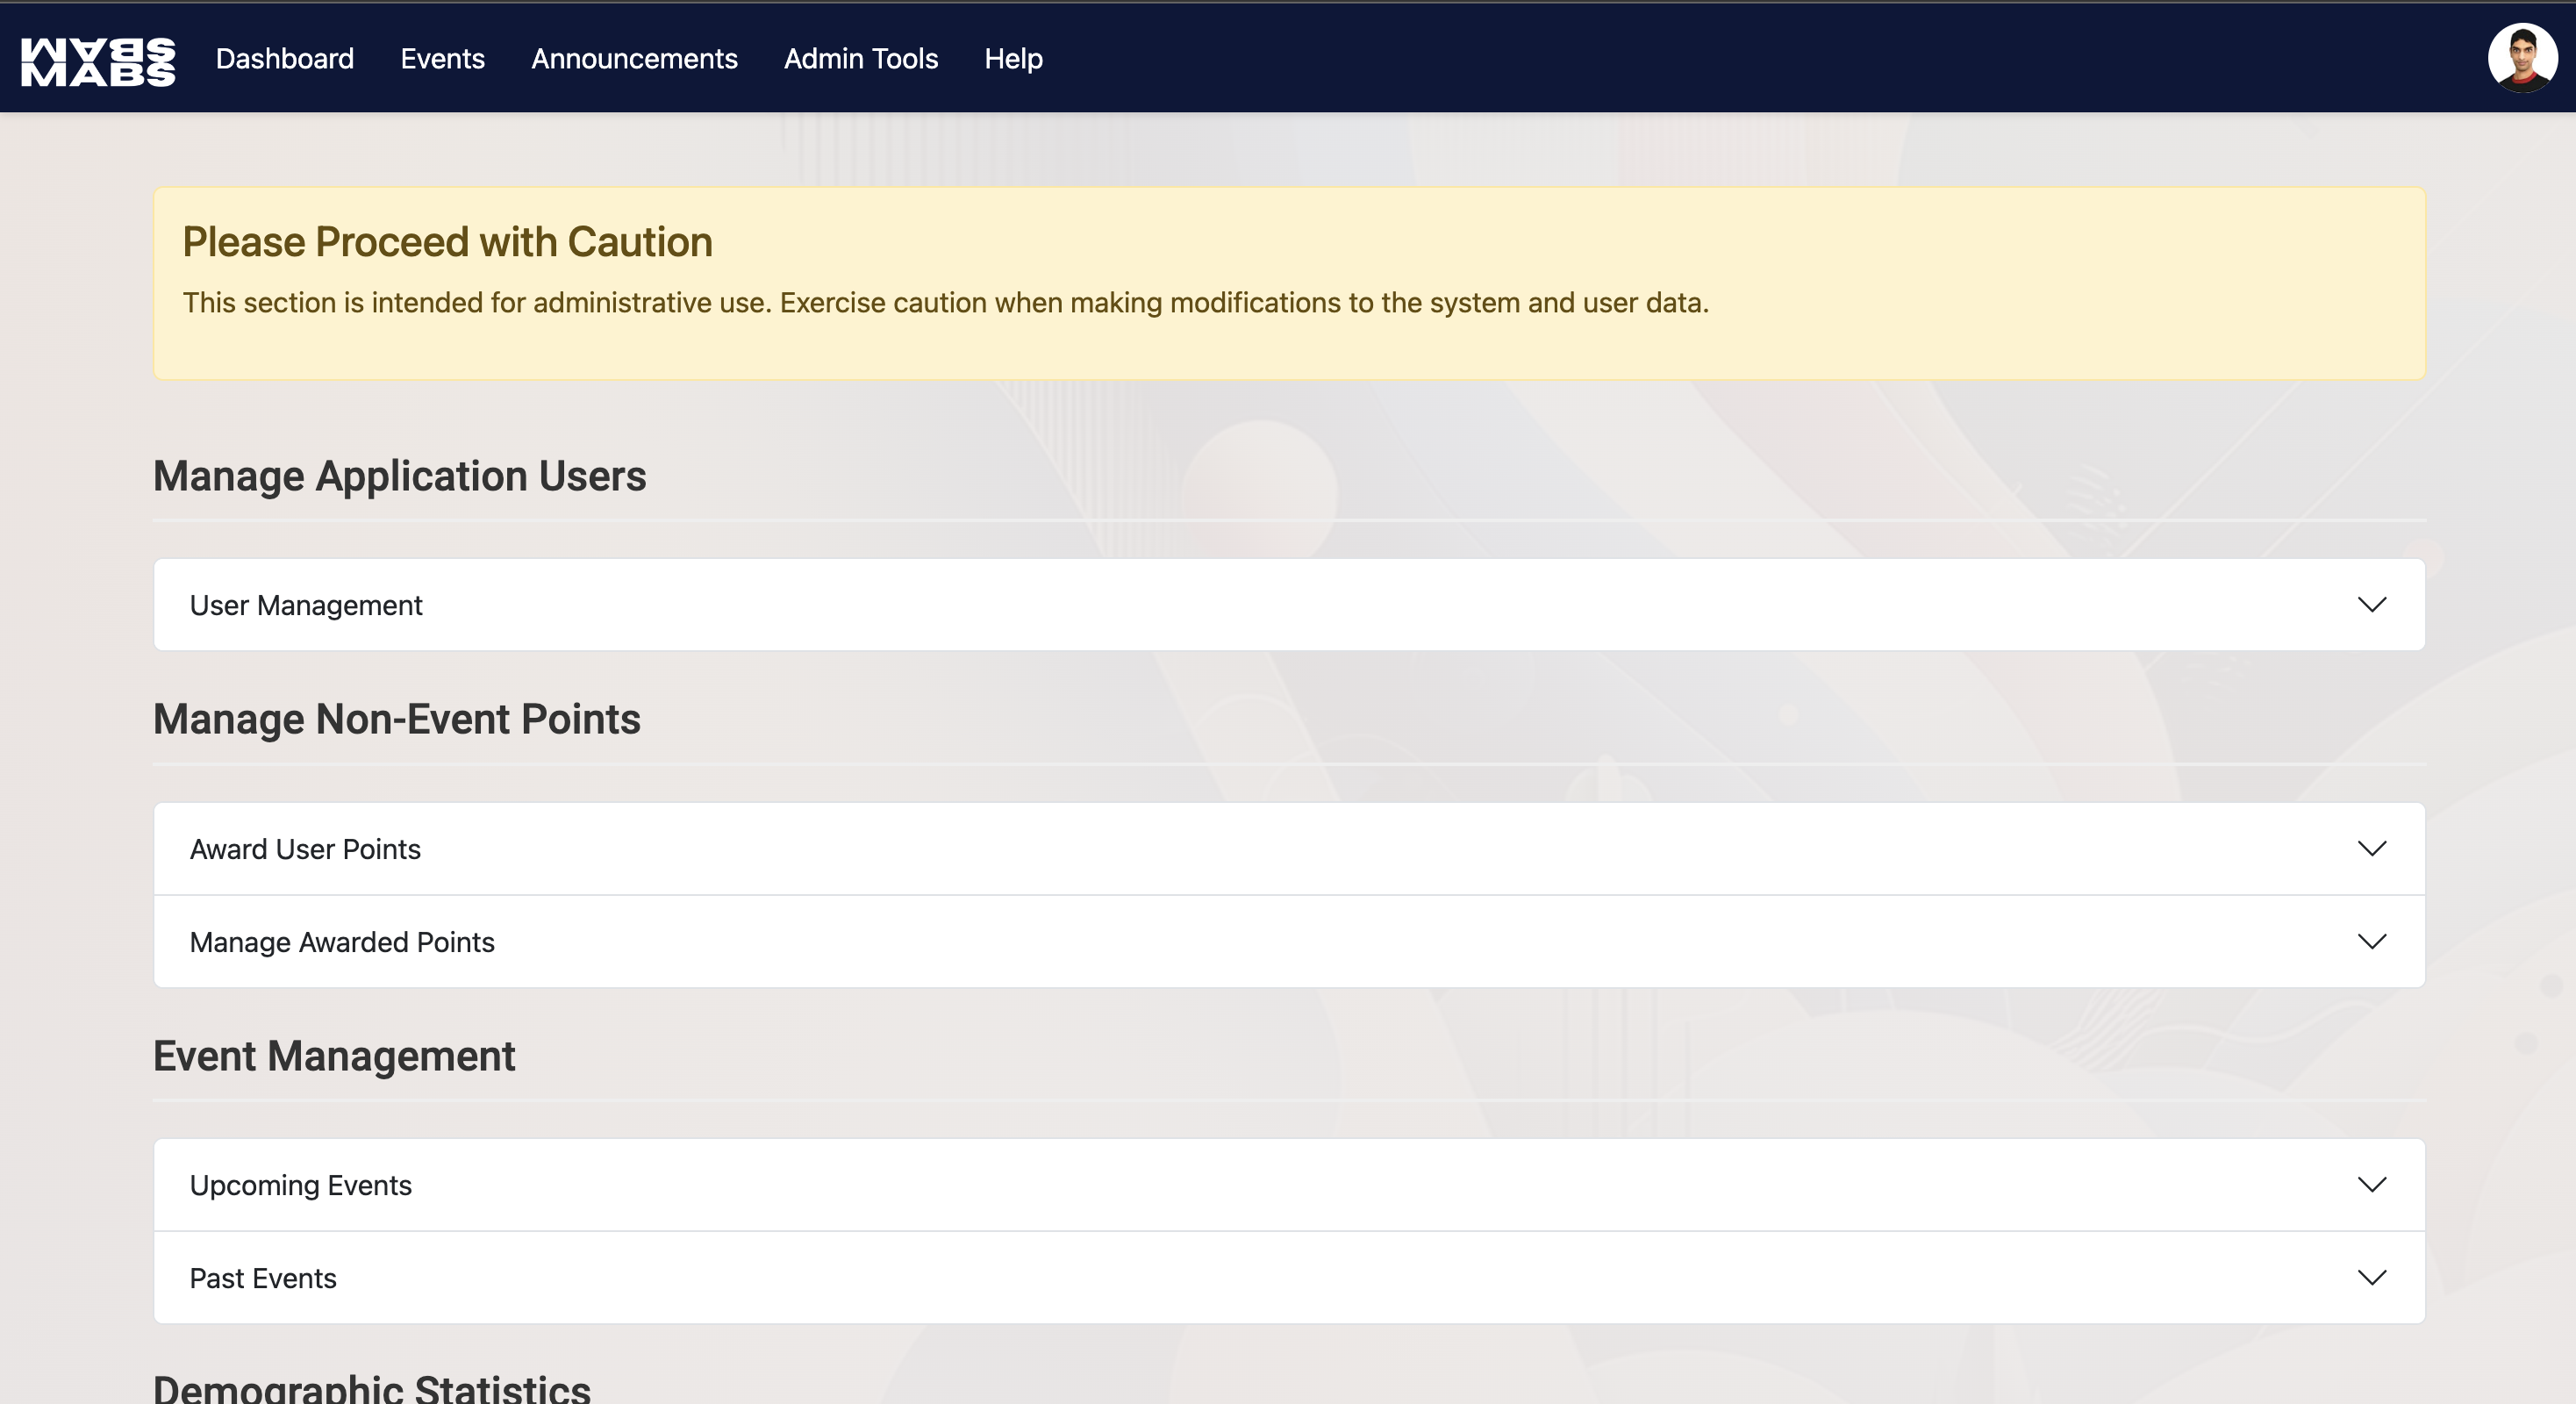 MABS
MABS
Dashboard Events Announcements Admin Tools Help
Please Proceed with Caution
This section is intended for administrative use. Exercise caution when making modifications to the system and user data.
Manage Application Users
User Management
Manage Non-Event Points
Award User Points
Manage Awarded Points
Event Management
Upcoming Events
Past Events
Demographic Statistics